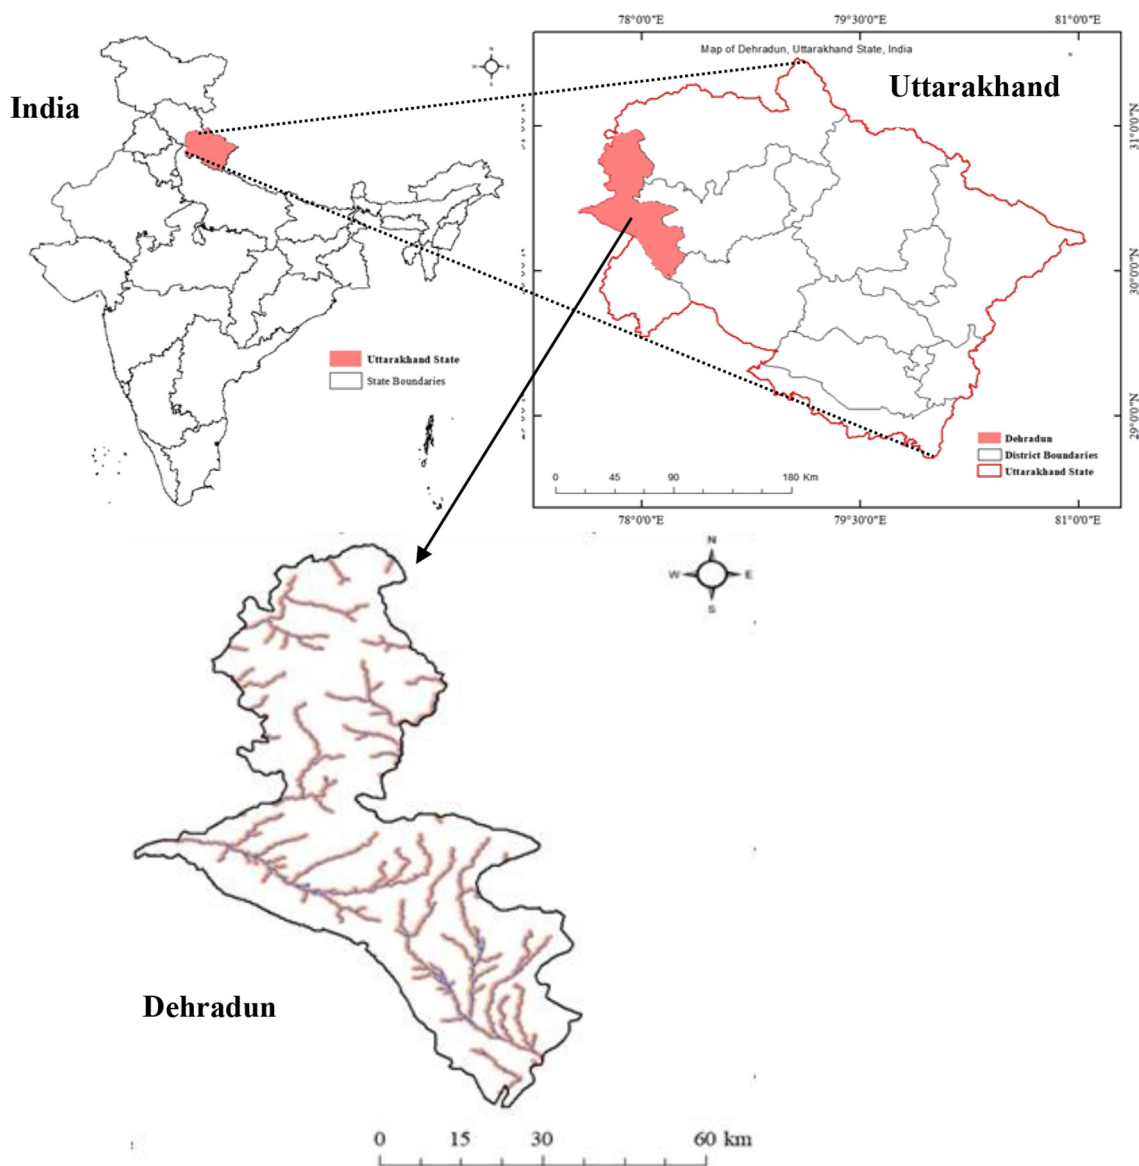 78°0'0"E 79°30'0"E 81°0'0"E
Map of Dehradun, Uttarakhand State, India
N
W E
S
India
Uttarakhand
31°0'0"N
30°0'0"N
29°0'0"N
Uttarakhand State
State Boundaries
Dehradun
District Boundaries
Uttarakhand State
0 45 90 180 Km
78°0'0"E 79°30'0"E 81°0'0"E
N
W E
S
Dehradun
0 15 30 60 km